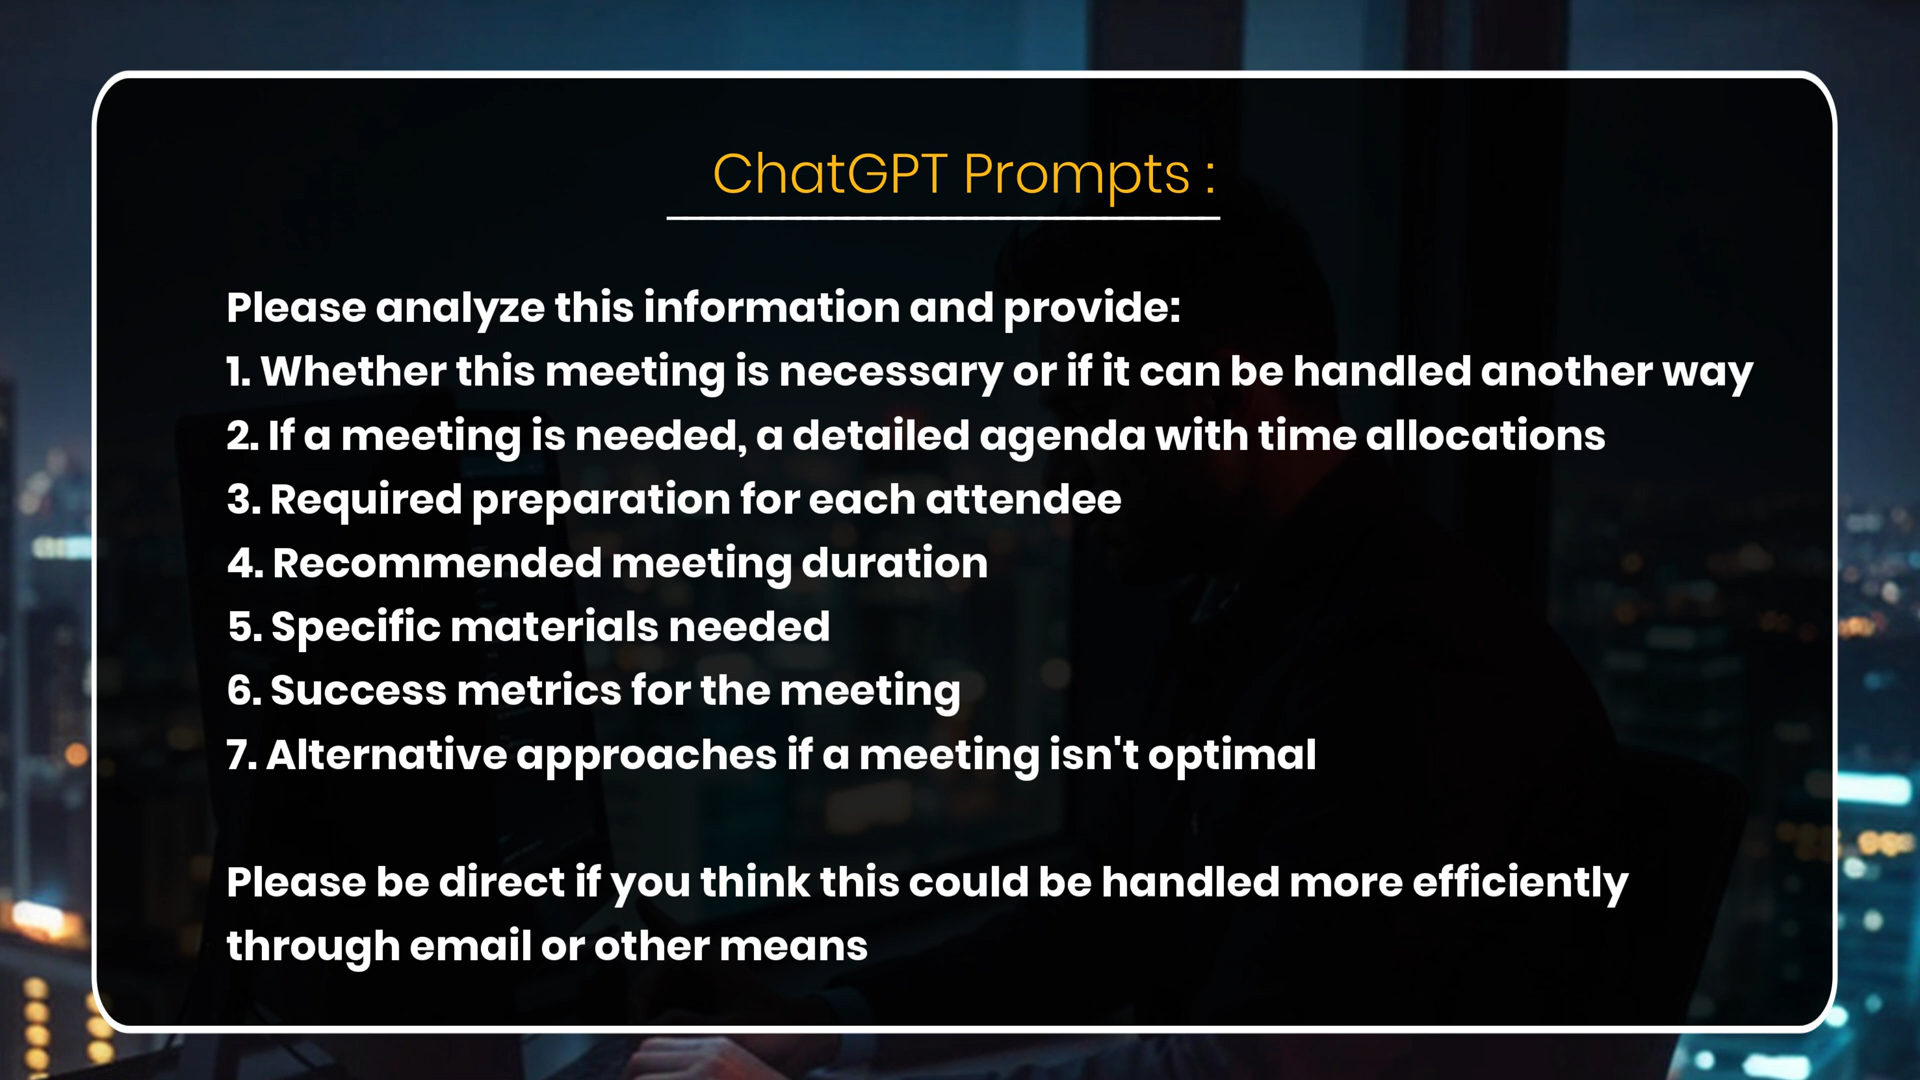 ChatGPT Prompts :
Please analyze this information and provide:
1. Whether this meeting is necessary or if it can be handled another way
2. If a meeting is needed, a detailed agenda with time allocations
3. Required preparation for each attendee
4. Recommended meeting duration
5. Specific materials needed
6. Success metrics for the meeting
7. Alternative approaches if a meeting isn't optimal
Please be direct if you think this could be handled more efficiently
through email or other means